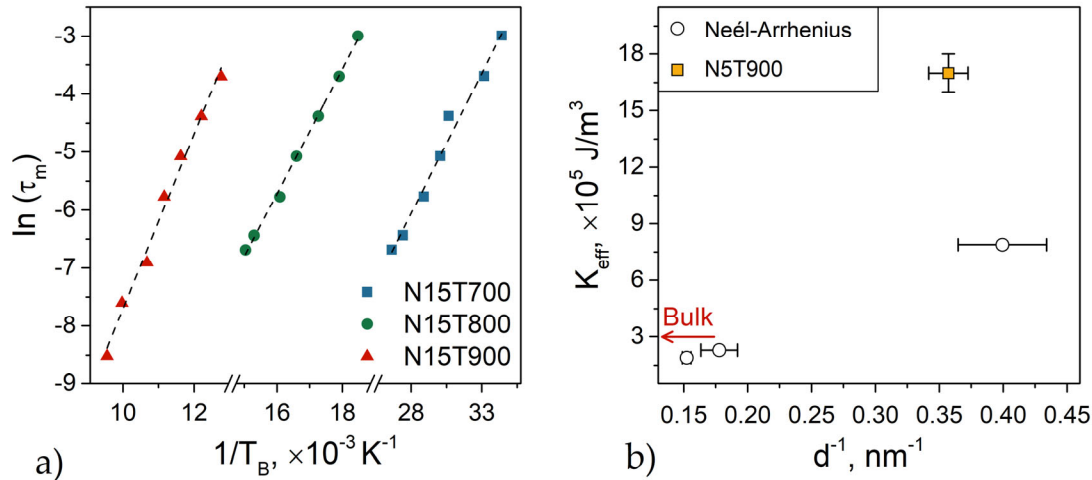 -3
-4
-5
-6
-7
-8
-9
ln (τm)
N15T700
N15T800
N15T900
10 12 16 18 28 33
1/TB, ×10-3 K-1
a)
Neél-Arrhenius
N5T900
18
15
12
9
6
3
Keff, ×105 J/m3
Bulk
0.15 0.20 0.25 0.30 0.35 0.40 0.45
d-1, nm-1
b)